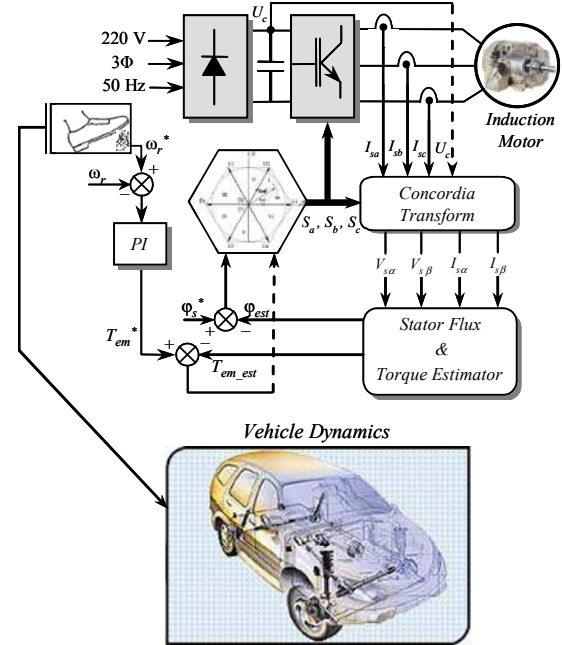 U_c
220 V
3Φ
50 Hz
Induction
Motor
ω_r*
I_sa I_sb I_sc U_c
ω_r
+
−
Concordia
Transform
S_a, S_b, S_c
PI
V_sα V_sβ I_sα I_sβ
φ_s* φ_est
+ −
Stator Flux
&
Torque Estimator
T_em*
+ −
T_em_est
Vehicle Dynamics